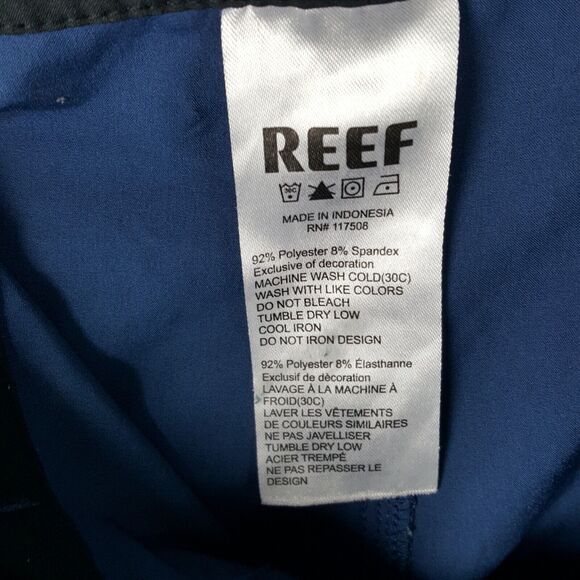 REEF
30C
MADE IN INDONESIA
RN# 117508
92% Polyester 8% Spandex
Exclusive of decoration
MACHINE WASH COLD(30C)
WASH WITH LIKE COLORS
DO NOT BLEACH
TUMBLE DRY LOW
COOL IRON
DO NOT IRON DESIGN
92% Polyester 8% Élasthanne
Exclusif de dècoration
LAVAGE À LA MACHINE À
FROID(30C)
LAVER LES VÊTEMENTS
DE COULEURS SIMILAIRES
NE PAS JAVELLISER
TUMBLE DRY LOW
ACIER TREMPÉ
NE PAS REPASSER LE
DESIGN